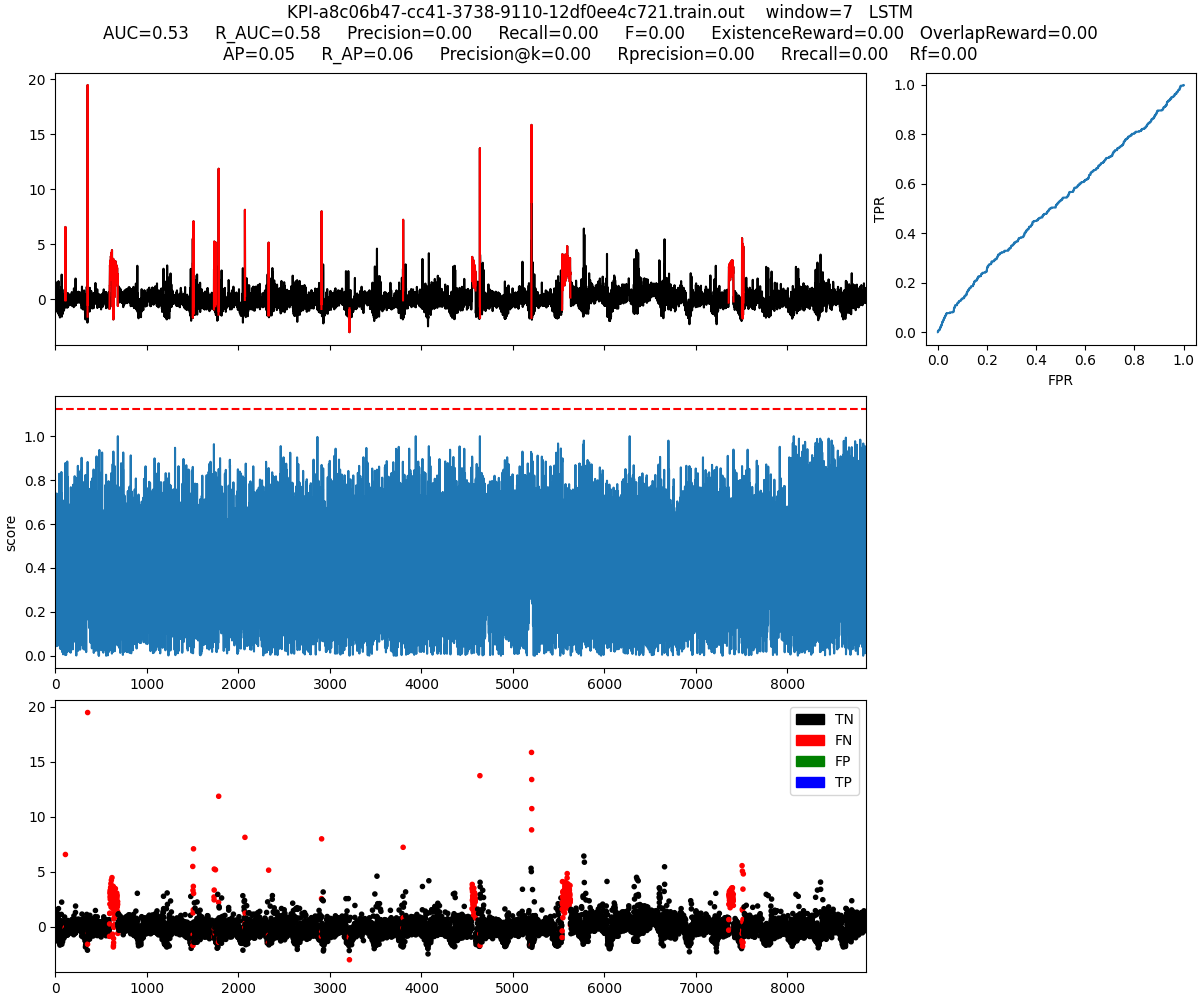 KPI-a8c06b47-cc41-3738-9110-12df0ee4c721.train.out    window=7   LSTM
AUC=0.53     R_AUC=0.58     Precision=0.00     Recall=0.00     F=0.00     ExistenceReward=0.00   OverlapReward=0.00
AP=0.05     R_AP=0.06     Precision@k=0.00     Rprecision=0.00     Rrecall=0.00    Rf=0.00
20
15
10
5
0
1.0
0.8
0.6
0.4
0.2
0.0
TPR
0.0 0.2 0.4 0.6 0.8 1.0
FPR
1.0
0.8
0.6
0.4
0.2
0.0
score
0 1000 2000 3000 4000 5000 6000 7000 8000
20
15
10
5
0
TN
FN
FP
TP
0 1000 2000 3000 4000 5000 6000 7000 8000